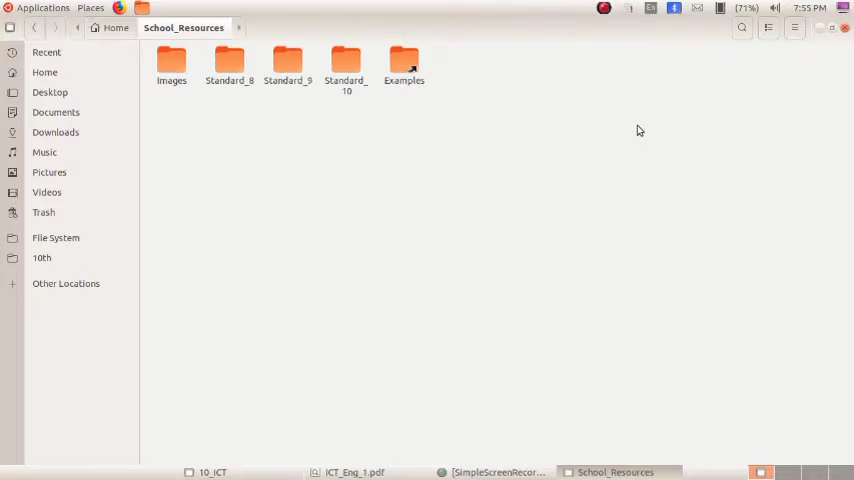 Applications Places
En
(71%)
7:55 PM
Home School_Resources
Recent
Home
Desktop
Documents
Downloads
Music
Pictures
Videos
Trash
File System
10th
Other Locations
Images Standard_8 Standard_9 Standard_ Examples
10
10_ICT ICT_Eng_1.pdf [SimpleScreenRecor... School_Resources